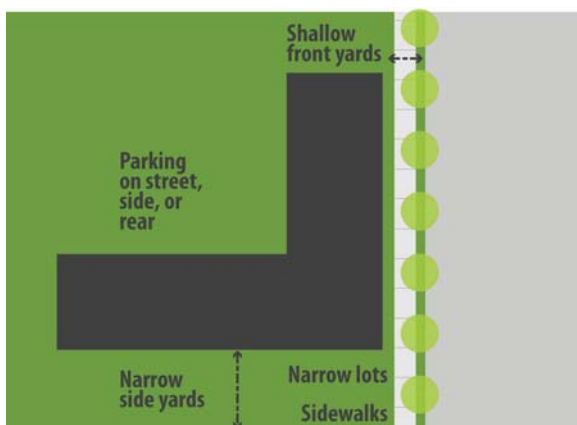 Shallow
front yards
Parking
on street,
side, or
rear
Narrow
side yards
Narrow lots
Sidewalks